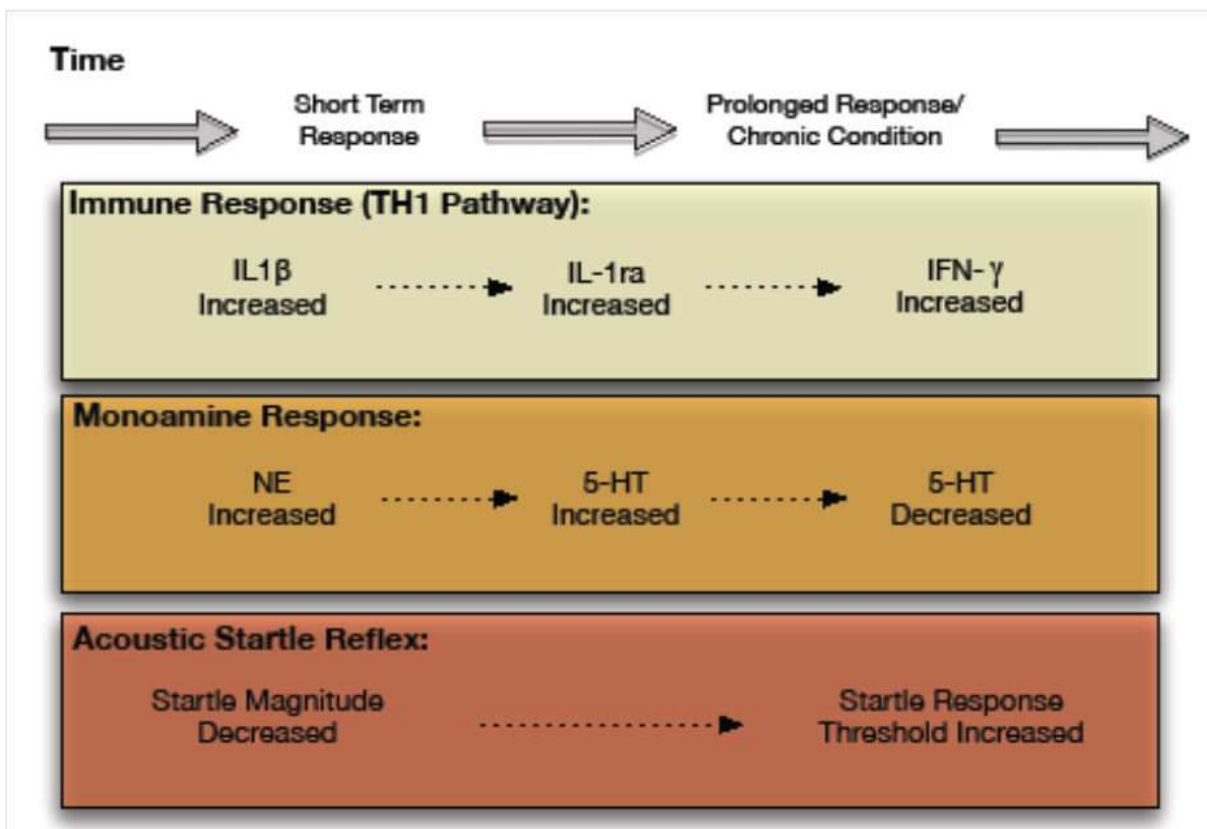 Time
Short Term
Response
Prolonged Response/
Chronic Condition
Immune Response (TH1 Pathway):
IL1β
Increased
IL-1ra
Increased
IFN- γ
Increased
Monoamine Response:
NE
Increased
5-HT
Increased
5-HT
Decreased
Acoustic Startle Reflex:
Startle Magnitude
Decreased
Startle Response
Threshold Increased